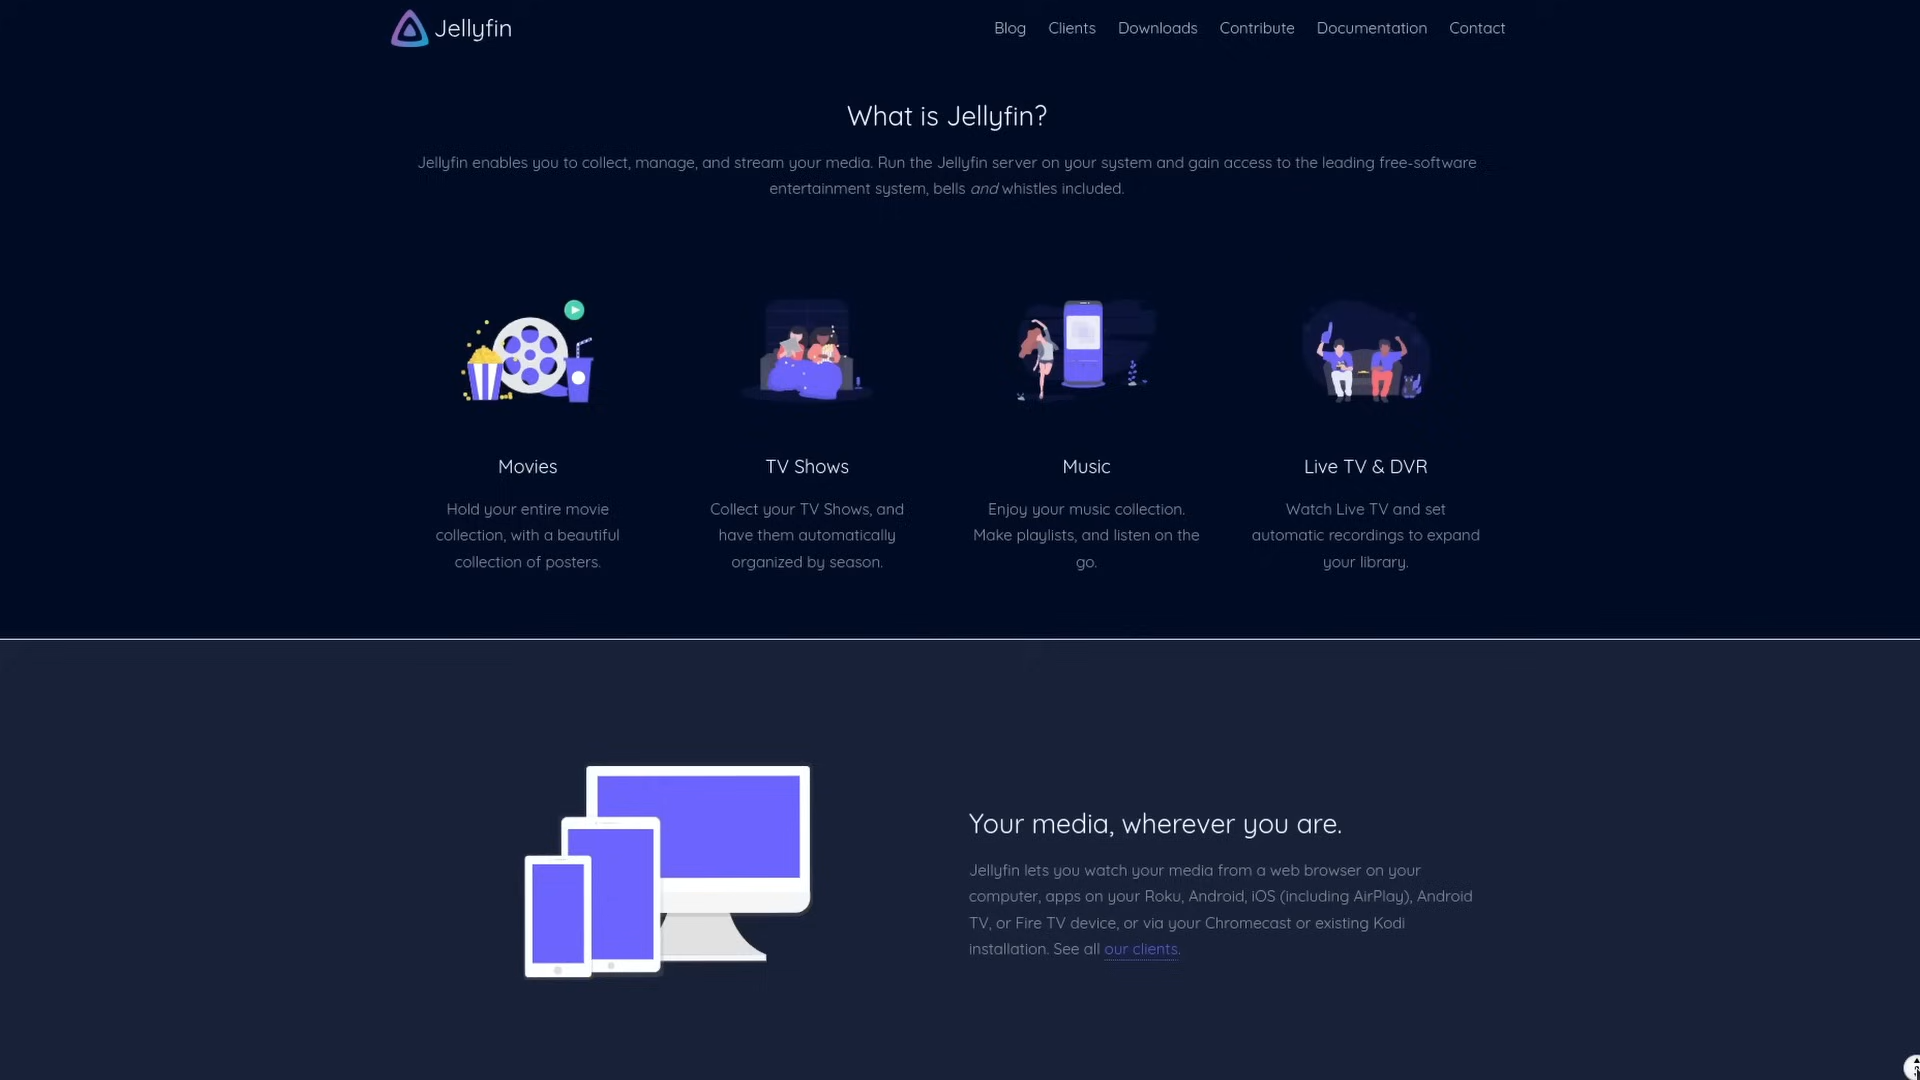 Jellyfin
Blog Clients Downloads Contribute Documentation Contact
What is Jellyfin?
Jellyfin enables you to collect, manage, and stream your media. Run the Jellyfin server on your system and gain access to the leading free-software
entertainment system, bells and whistles included.
Movies
Hold your entire movie
collection, with a beautiful
collection of posters.
TV Shows
Collect your TV Shows, and
have them automatically
organized by season.
Music
Enjoy your music collection.
Make playlists, and listen on the
go.
Live TV & DVR
Watch Live TV and set
automatic recordings to expand
your library.
Your media, wherever you are.
Jellyfin lets you watch your media from a web browser on your
computer, apps on your Roku, Android, iOS (including AirPlay), Android
TV, or Fire TV device, or via your Chromecast or existing Kodi
installation. See all our clients.